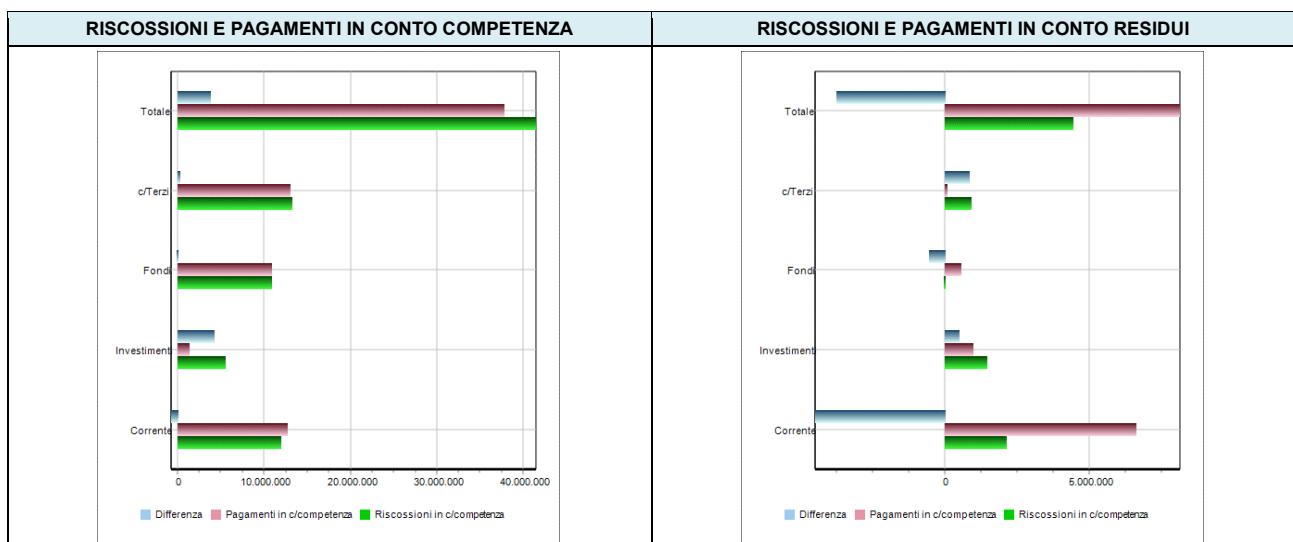 RISCOSSIONI E PAGAMENTI IN CONTO COMPETENZA
Totale
c/Terzi
Fondi
Investimenti
Corrente
0 10.000.000 20.000.000 30.000.000 40.000.000
Differenza Pagamenti in c/competenza Riscossioni in c/competenza
RISCOSSIONI E PAGAMENTI IN CONTO RESIDUI
Totale
c/Terzi
Fondi
Investimenti
Corrente
0 5.000.000
Differenza Pagamenti in c/competenza Riscossioni in c/competenza